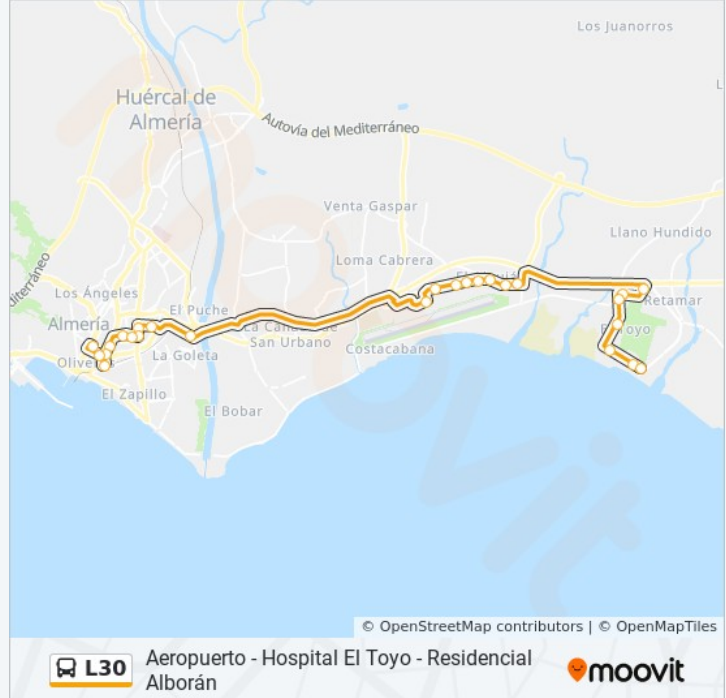 Los Juanorros
Huércal de
Almería
Autovía del Mediterráneo
Venta Gaspar
Llano Hundido
Loma Cabrera
diterráneo
Los Ángeles
Retamar
El Puche
Almería
San Urbano
Costacabana
La Goleta
El Zapillo
El Bobar
© OpenStreetMap contributors | © OpenMapTiles
L30
Aeropuerto - Hospital El Toyo - Residencial
Alborán
moovit